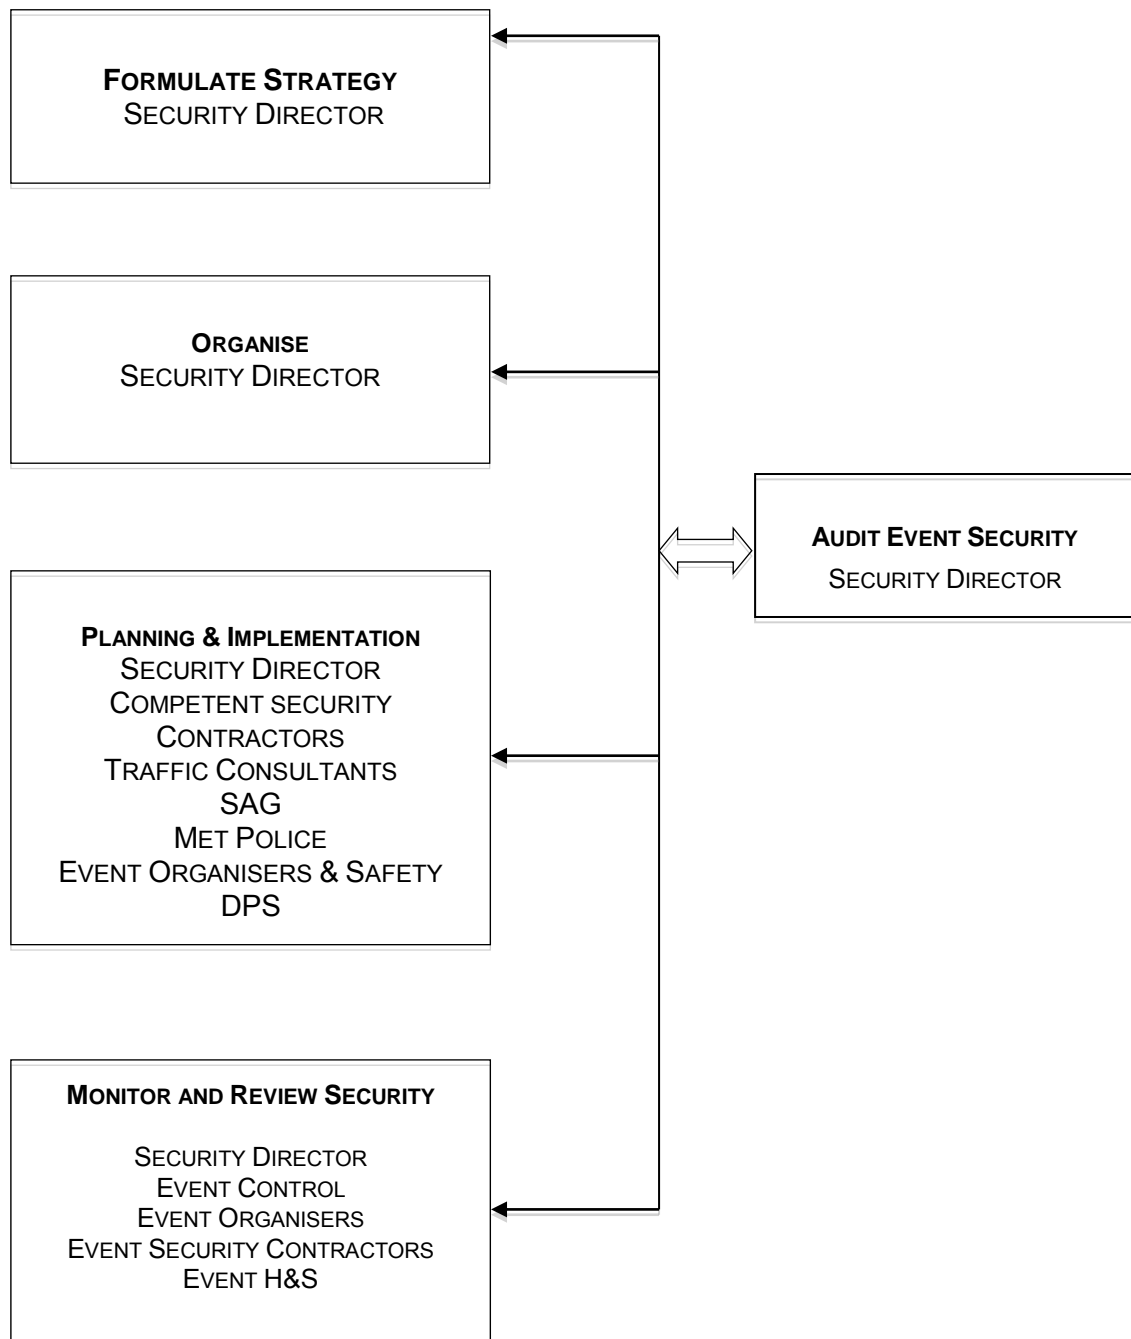 FORMULATE STRATEGY
SECURITY DIRECTOR
ORGANISE
SECURITY DIRECTOR
AUDIT EVENT SECURITY
SECURITY DIRECTOR
PLANNING & IMPLEMENTATION
SECURITY DIRECTOR
COMPETENT SECURITY
CONTRACTORS
TRAFFIC CONSULTANTS
SAG
MET POLICE
EVENT ORGANISERS & SAFETY
DPS
MONITOR AND REVIEW SECURITY
SECURITY DIRECTOR
EVENT CONTROL
EVENT ORGANISERS
EVENT SECURITY CONTRACTORS
EVENT H&S